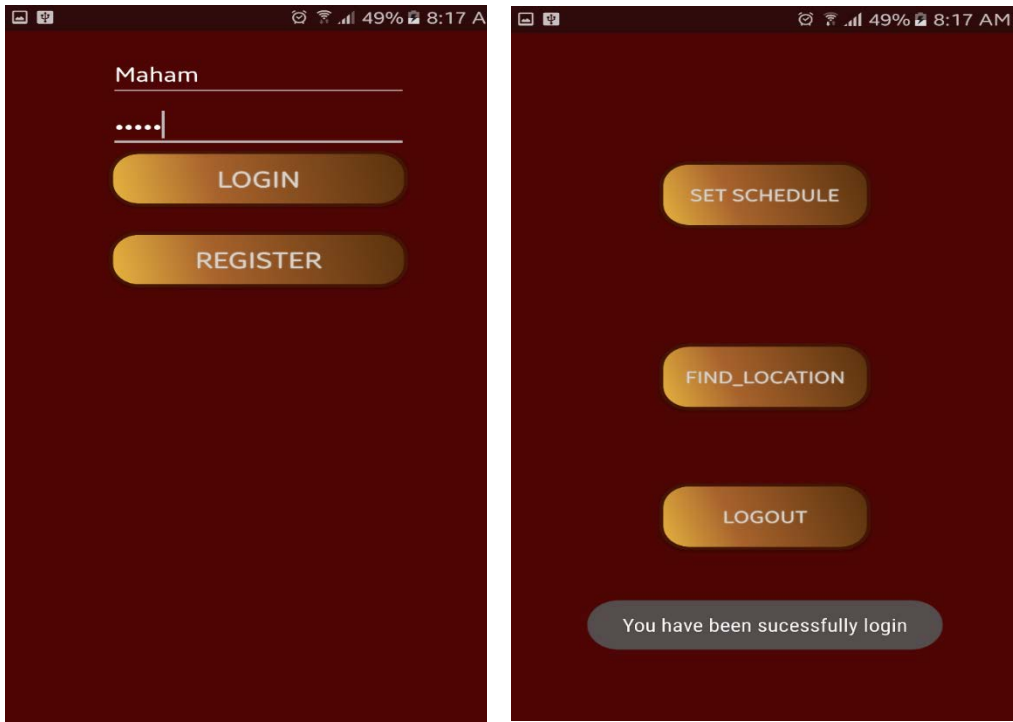 49% 8:17 A
Maham
•••••
LOGIN
REGISTER
49% 8:17 AM
SET SCHEDULE
FIND_LOCATION
LOGOUT
You have been sucessfully login